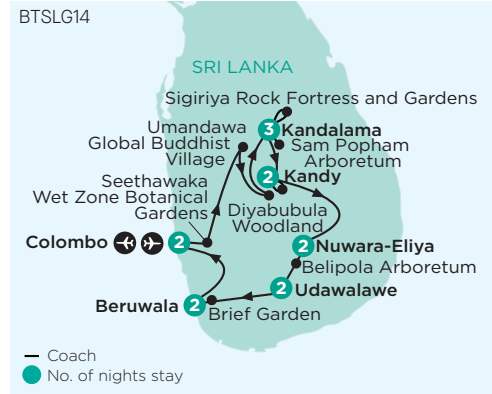 BTSLG14
SRI LANKA
Sigiriya Rock Fortress and Gardens
Umandawa
Global Buddhist
Village
3 Kandalama
Sam Popham
Arboretum
2 Kandy
Seethawaka
Wet Zone Botanical
Gardens
Diyabubula
Woodland
Colombo 2
2 Nuwara-Eliya
Belipola Arboretum
2 Udawalawe
Beruwala 2
Brief Garden
Coach
No. of nights stay